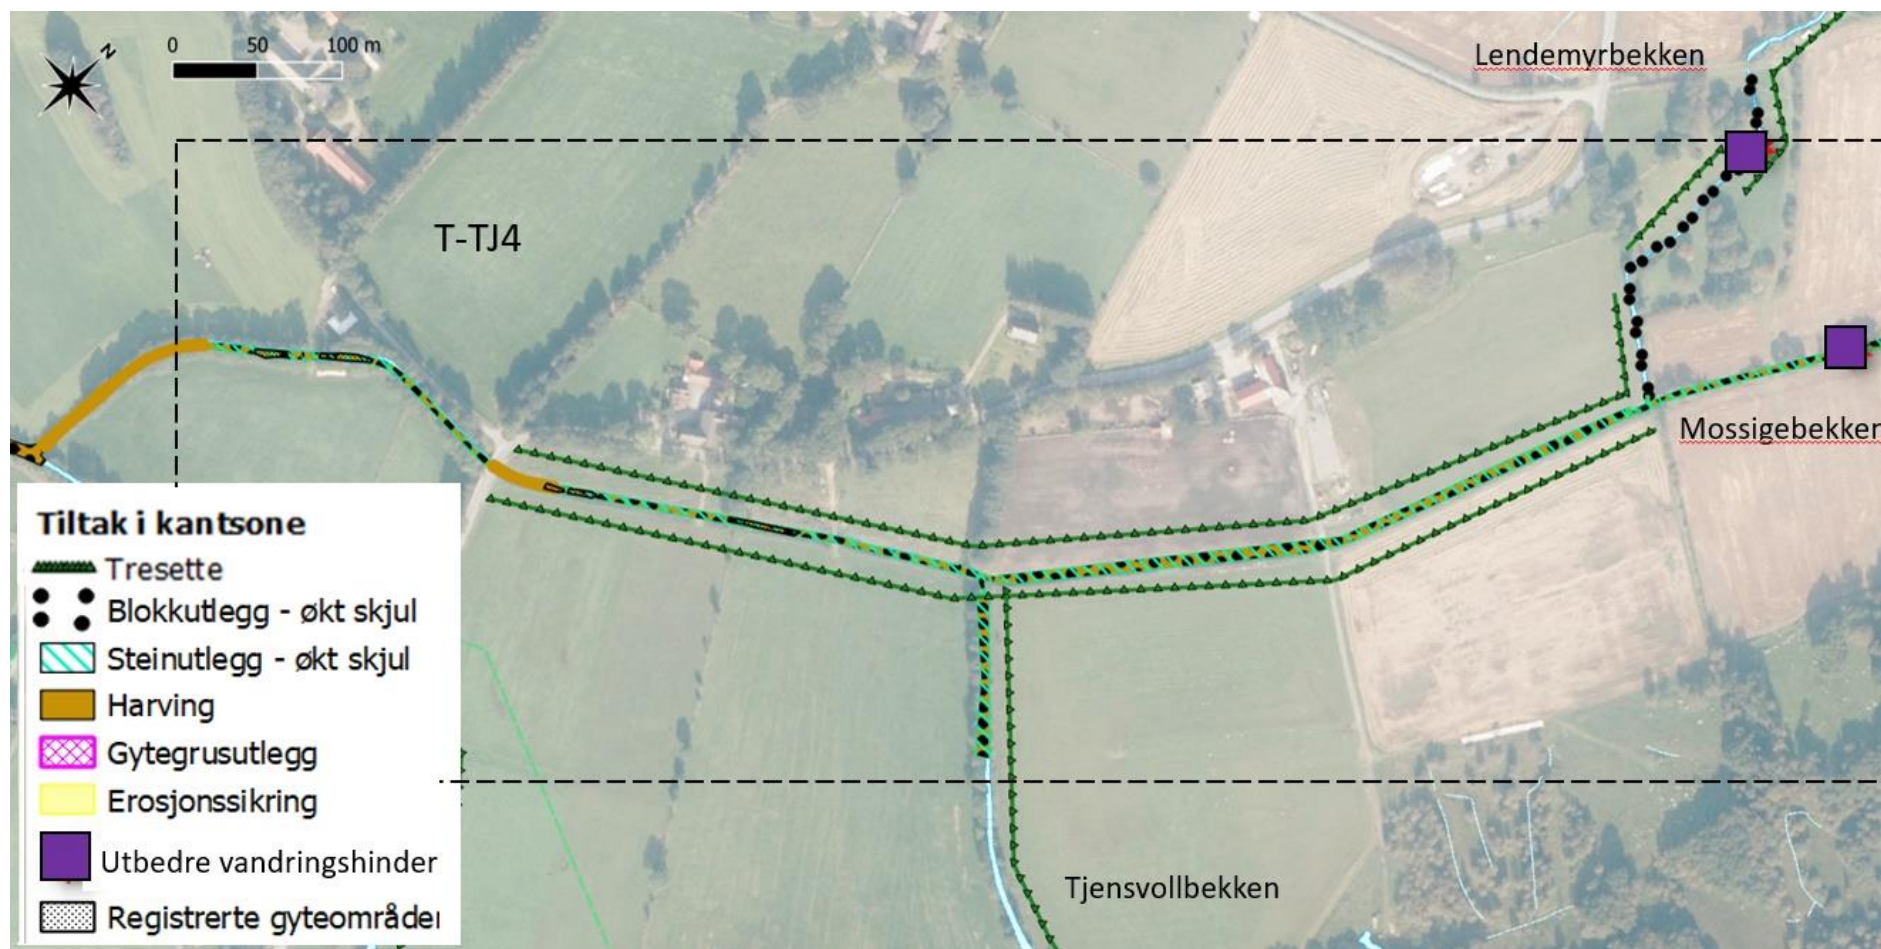 N
0 50 100 m
Lendemyrbekken
T-TJ4
Mossigebekken
Tiltak i kantsone
Tresette
Blokkutlegg - økt skjul
Steinutlegg - økt skjul
Harving
Gytegrusutlegg
Erosjonssikring
Utbedre vandringshinder
Registrerte gyteområder
Tjensvollbekken